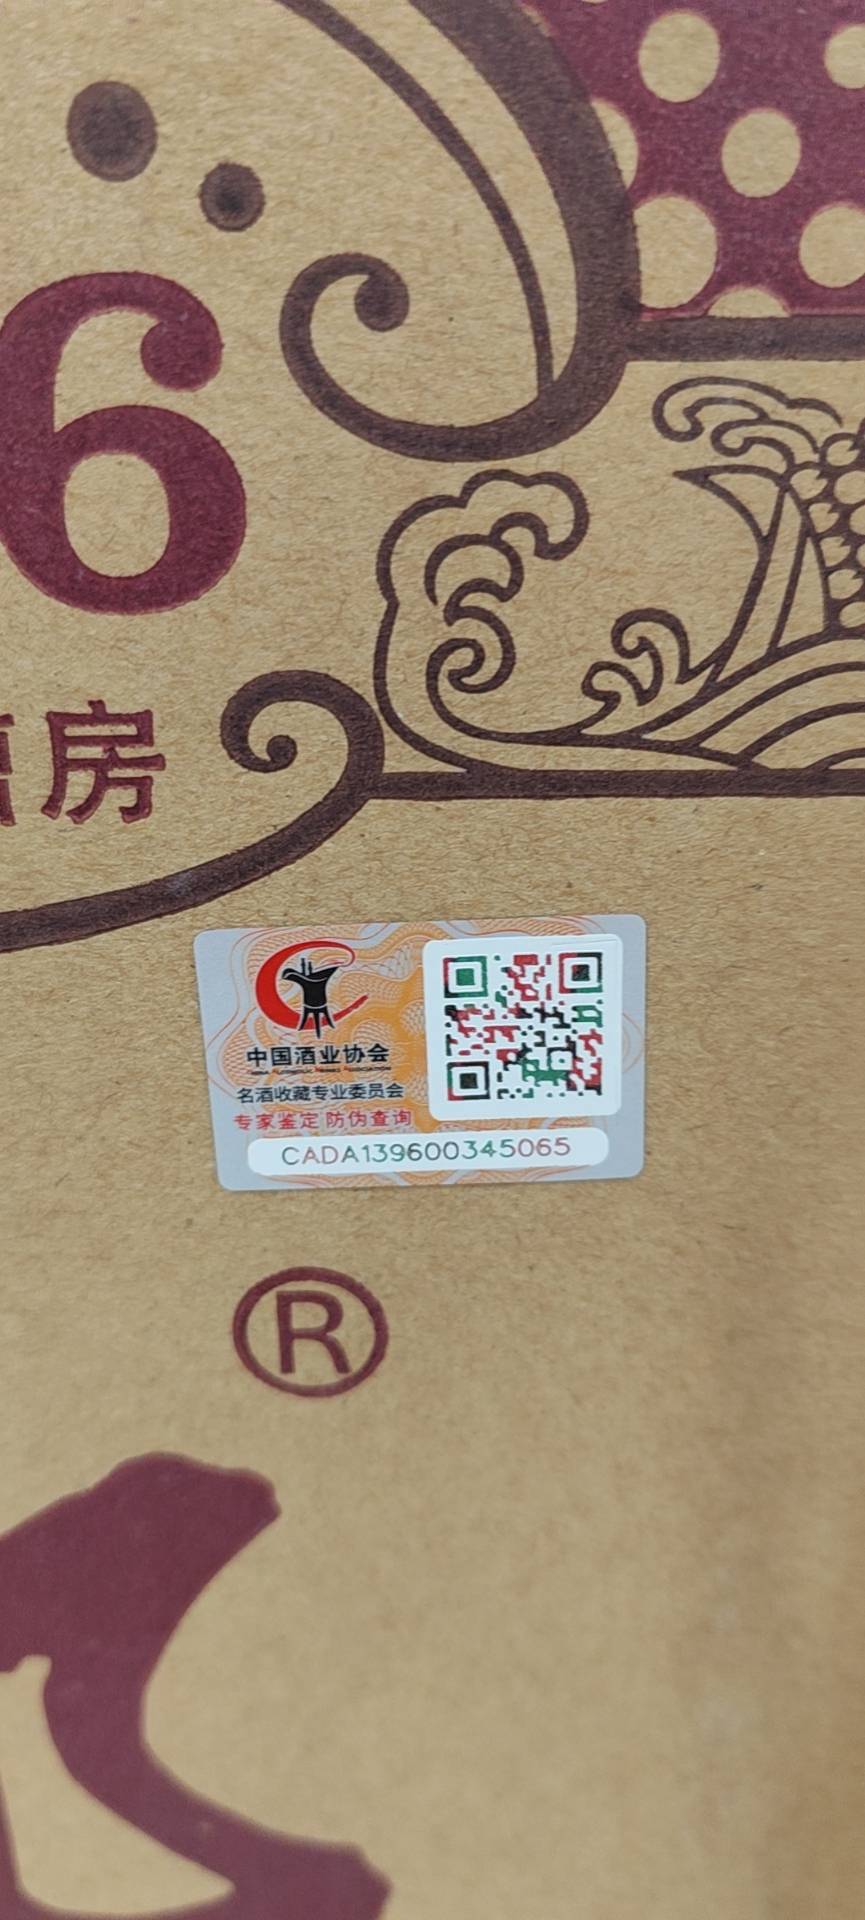 6
房
中国酒业协会
名酒收藏专业委员会
专家鉴定 防伪查询
CADA139600345065
®